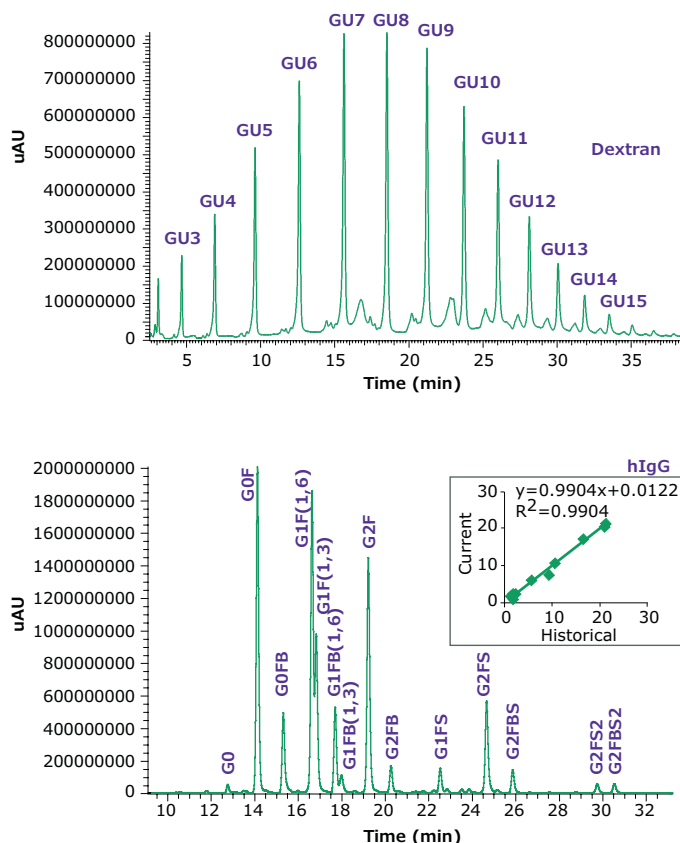 GU7 GU8
GU9
GU6
GU10
GU5
GU11
Dextran
GU4
GU12
GU3
GU13
GU14
GU15
800000000
700000000
600000000
500000000
400000000
300000000
200000000
100000000
0
uAU
5 10 15 20 25 30 35
Time (min)
hIgG
2000000000
1800000000
1600000000
1400000000
1200000000
1000000000
800000000
600000000
400000000
200000000
0
uAU
G0
G0F
G0FB
G1F(1,6)
G1F(1,3)
G1FB(1,6)
G1FB(1,3)
G2F
G2FB
G1FS
G2FS
G2FBS
G2FS2
G2FBS2
y=0.9904x+0.0122
R2=0.9904
30
20
10
0
Current
0 10 20 30
Historical
10 12 14 16 18 20 22 24 26 28 30 32
Time (min)